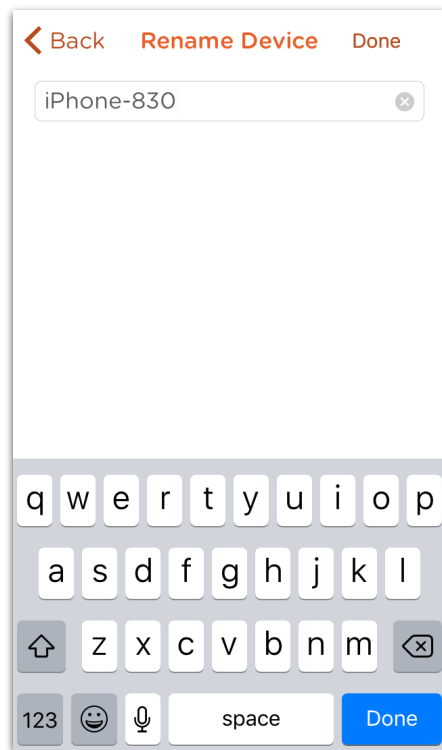 Back Rename Device Done
iPhone-830
q w e r t y u i o p
a s d f g h j k l
z x c v b n m
123 space Done